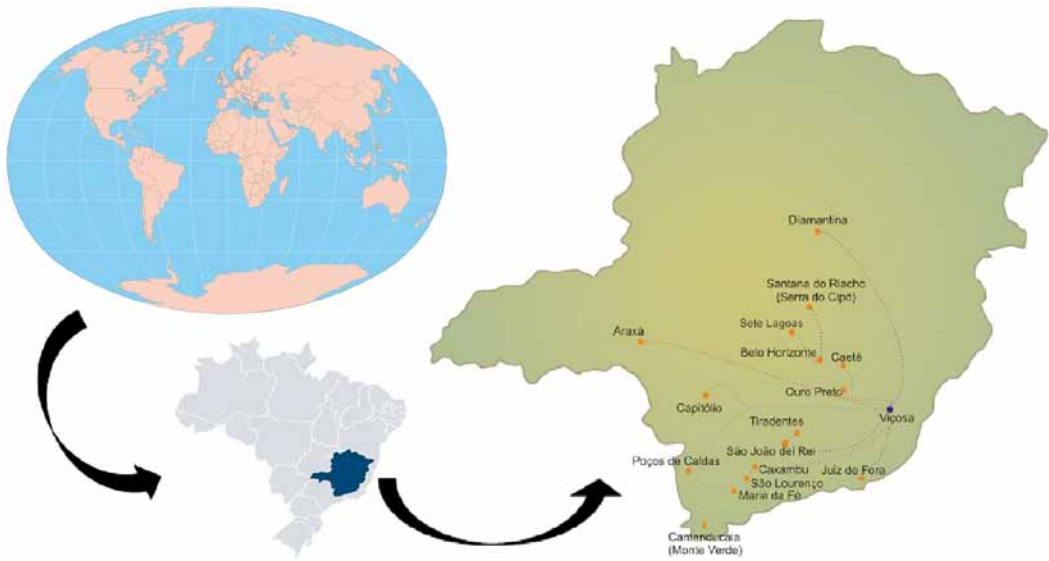 Diamantina
Santana do Riacho
(Serra do Cipó)
Sete Lagoas
Araxá
Belo Horizonte
Caeté
Ouro Preto
Capitólio
Viçosa
Tiradentes
São João del Rei
Poços de Caldas
Caxambu
Juiz de Fora
São Lourenço
Maria da Fé
Camanducaia
(Monte Verde)